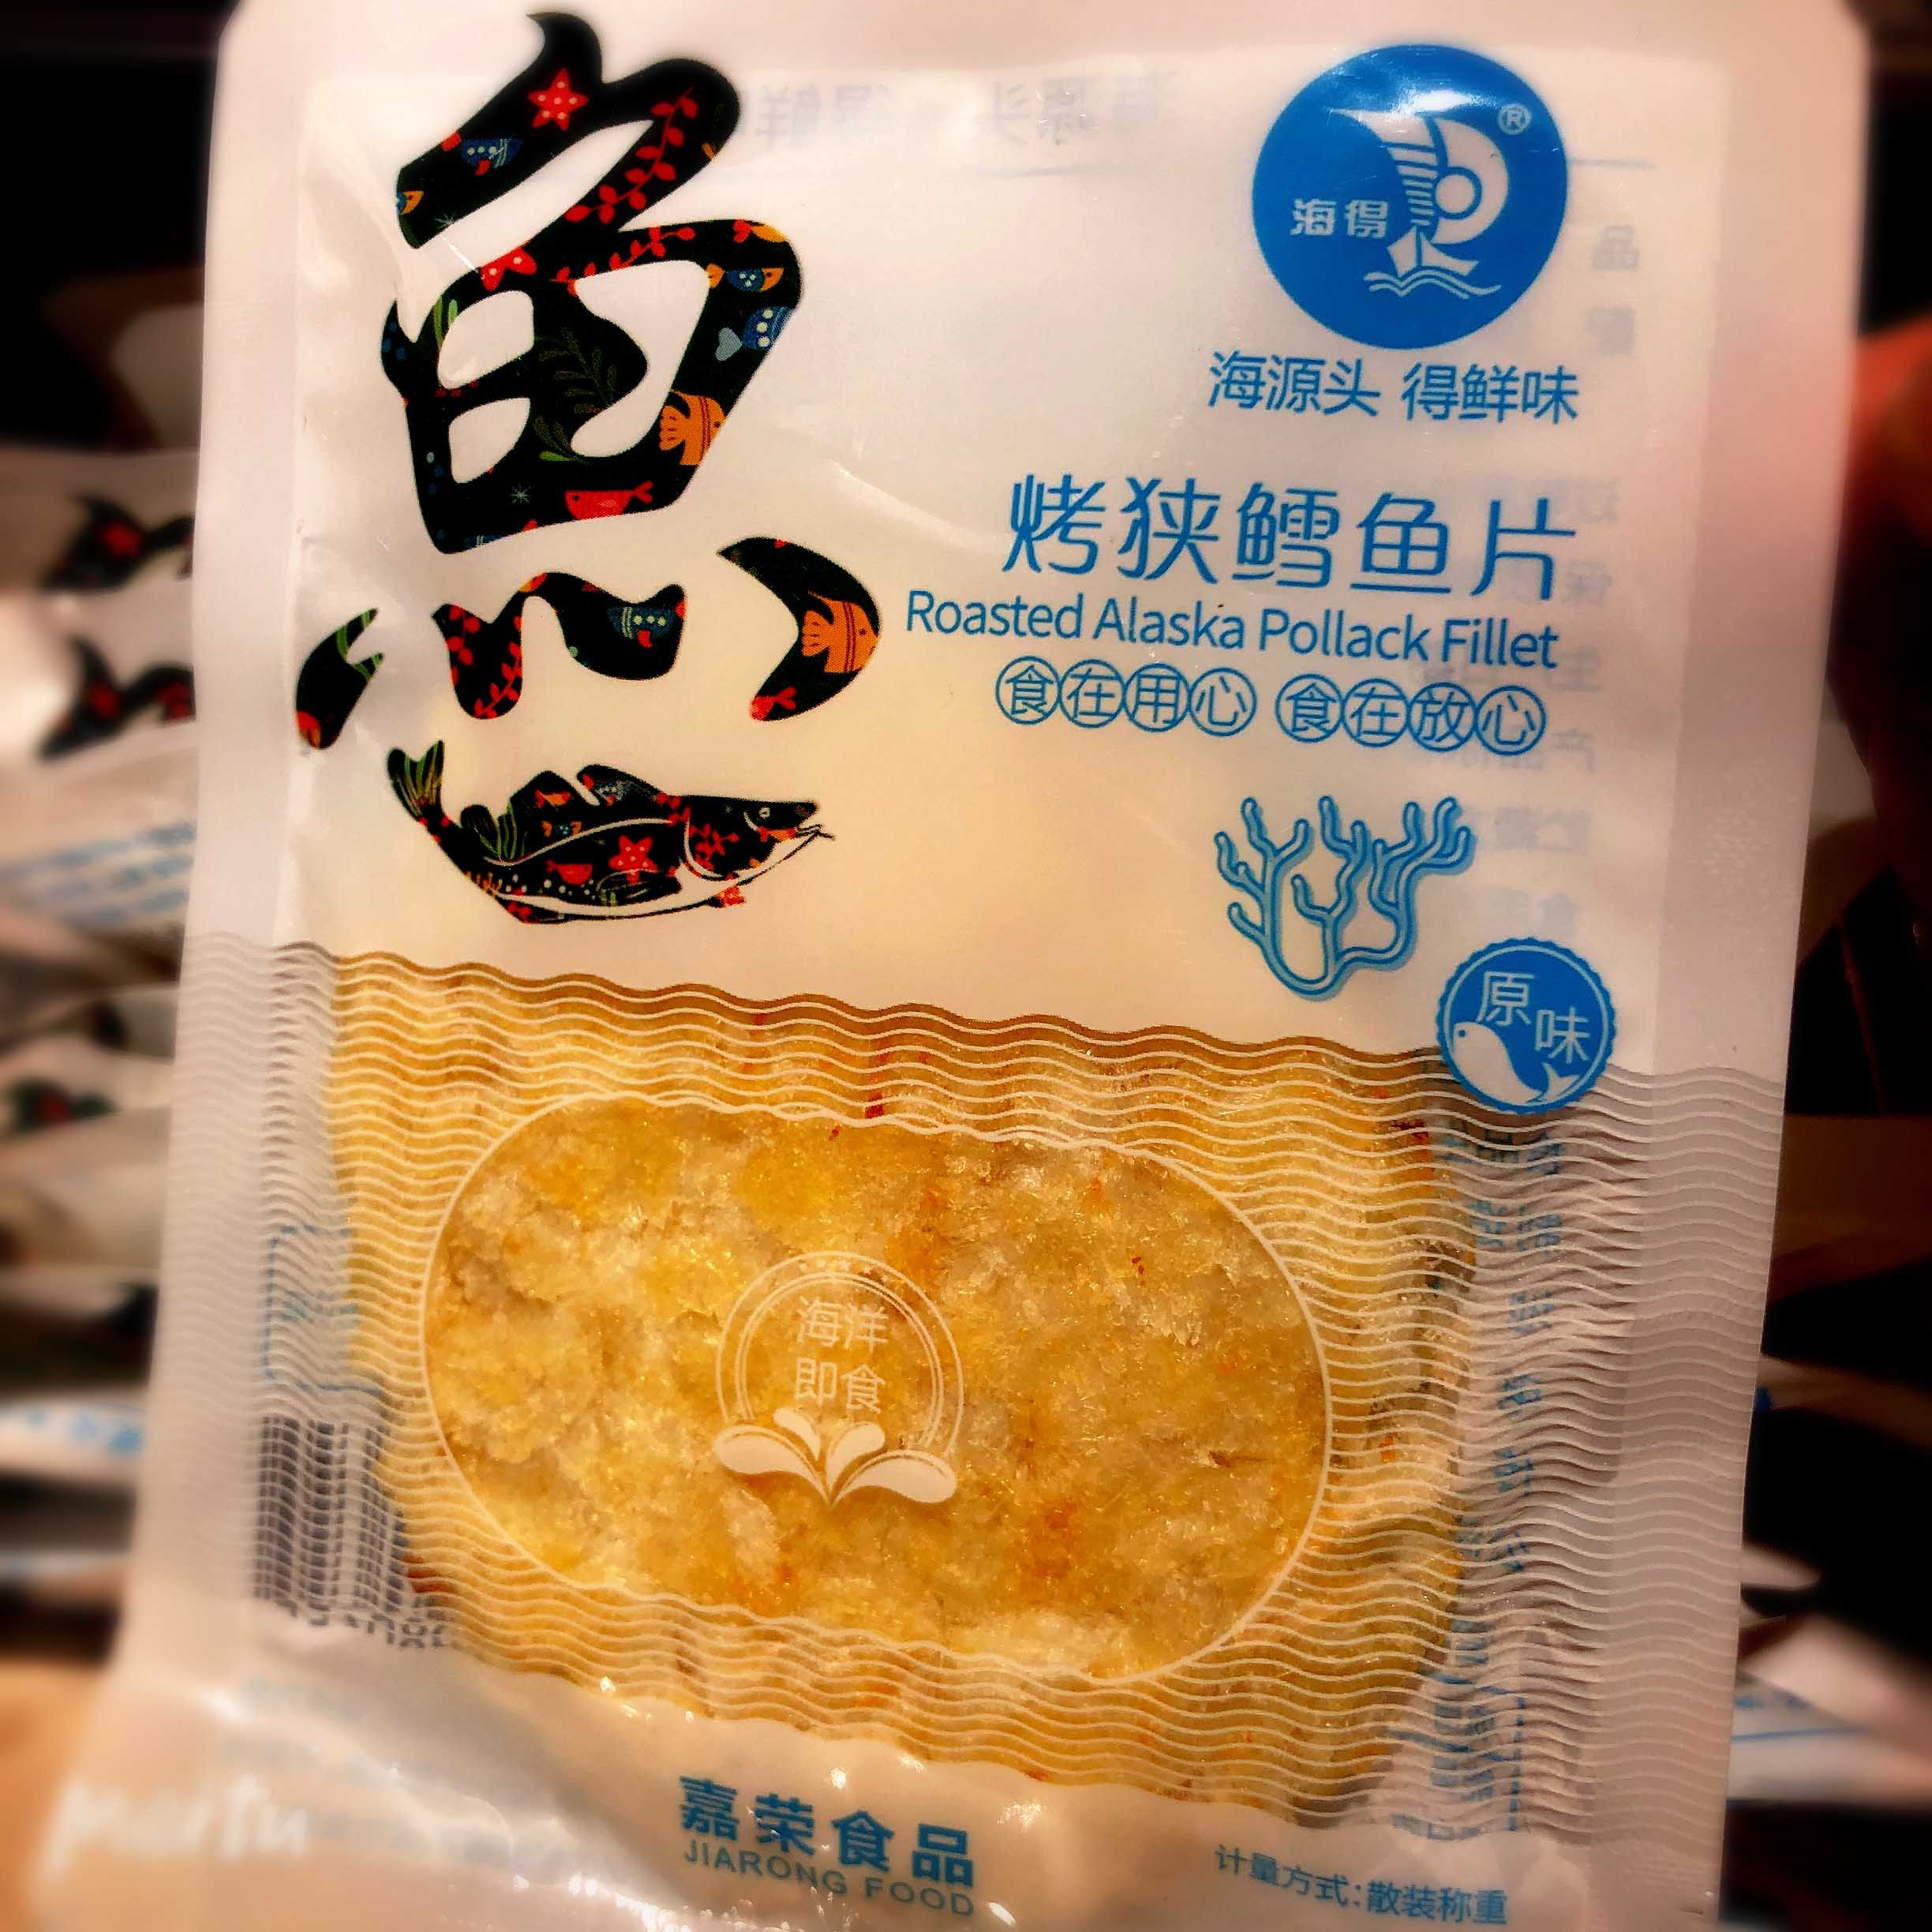 鱼
海得
®
海源头 得鲜味
烤狭鳕鱼片
Roasted Alaska Pollack Fillet
食在用心 食在放心
原味
海洋
即食
嘉荣食品
JIARONG FOOD
计量方式:散装称重